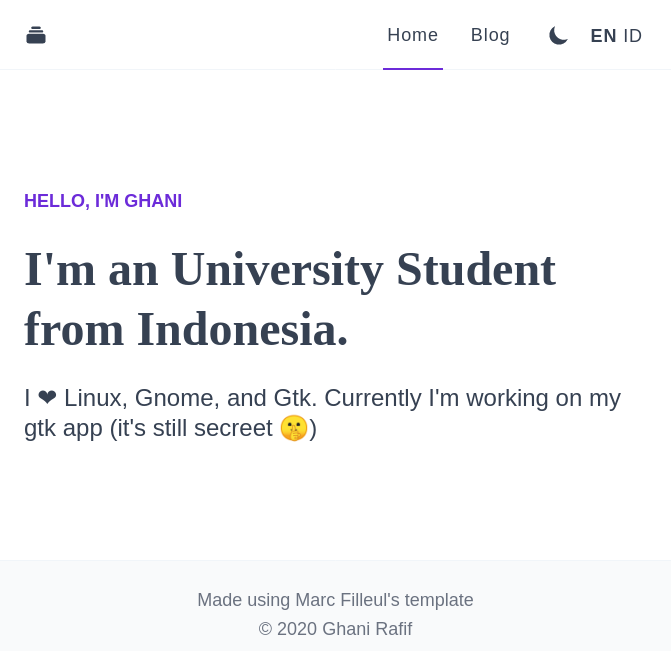 Home Blog EN ID
HELLO, I'M GHANI
I'm an University Student
from Indonesia.
I ❤ Linux, Gnome, and Gtk. Currently I'm working on my
gtk app (it's still secreet 🤫)
Made using Marc Filleul's template
© 2020 Ghani Rafif